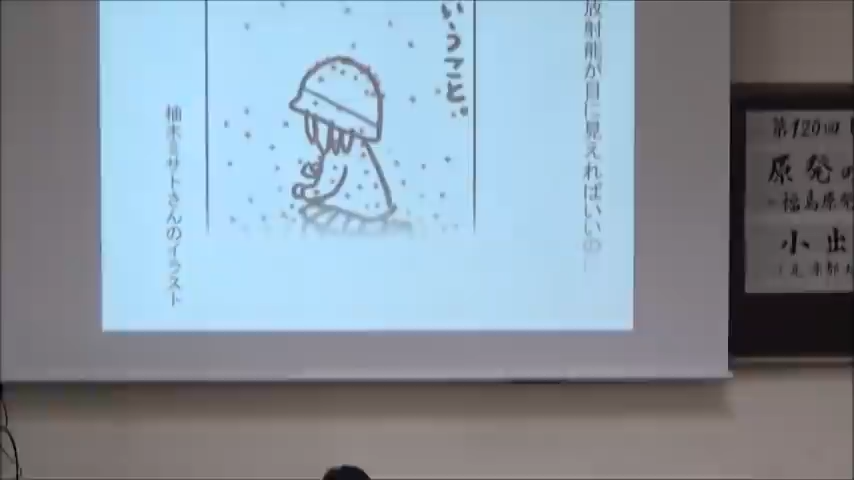 放射能が目に見えればいいの
いうこと。
柚木ミサトさんのイラスト
第120回
原発の
福島原発
小出